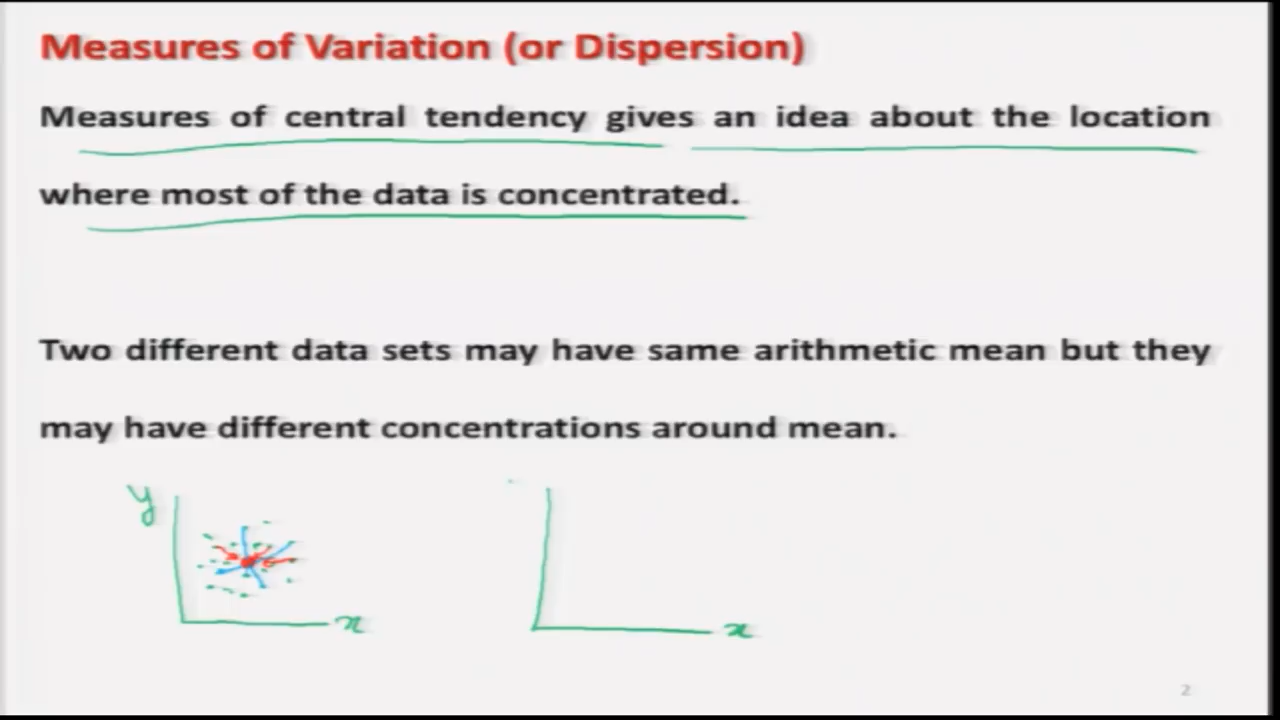 Measures of Variation (or Dispersion)
Measures of central tendency gives an idea about the location
where most of the data is concentrated.
Two different data sets may have same arithmetic mean but they
may have different concentrations around mean.
y
x
x
2